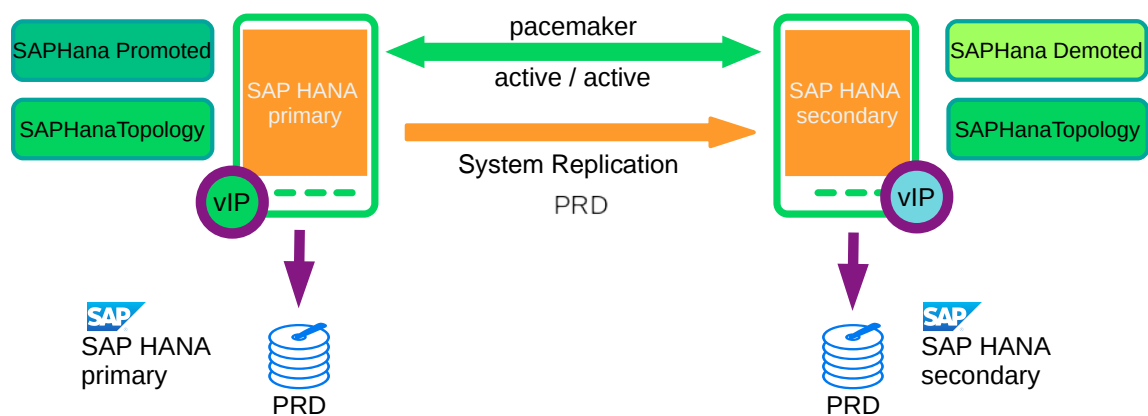 SAPHana Promoted
SAPHanaTopology
SAP HANA
primary
vIP
pacemaker
active / active
System Replication
PRD
SAP HANA
secondary
vIP
SAPHana Demoted
SAPHanaTopology
SAP
SAP HANA
primary
PRD
PRD
SAP
SAP HANA
secondary